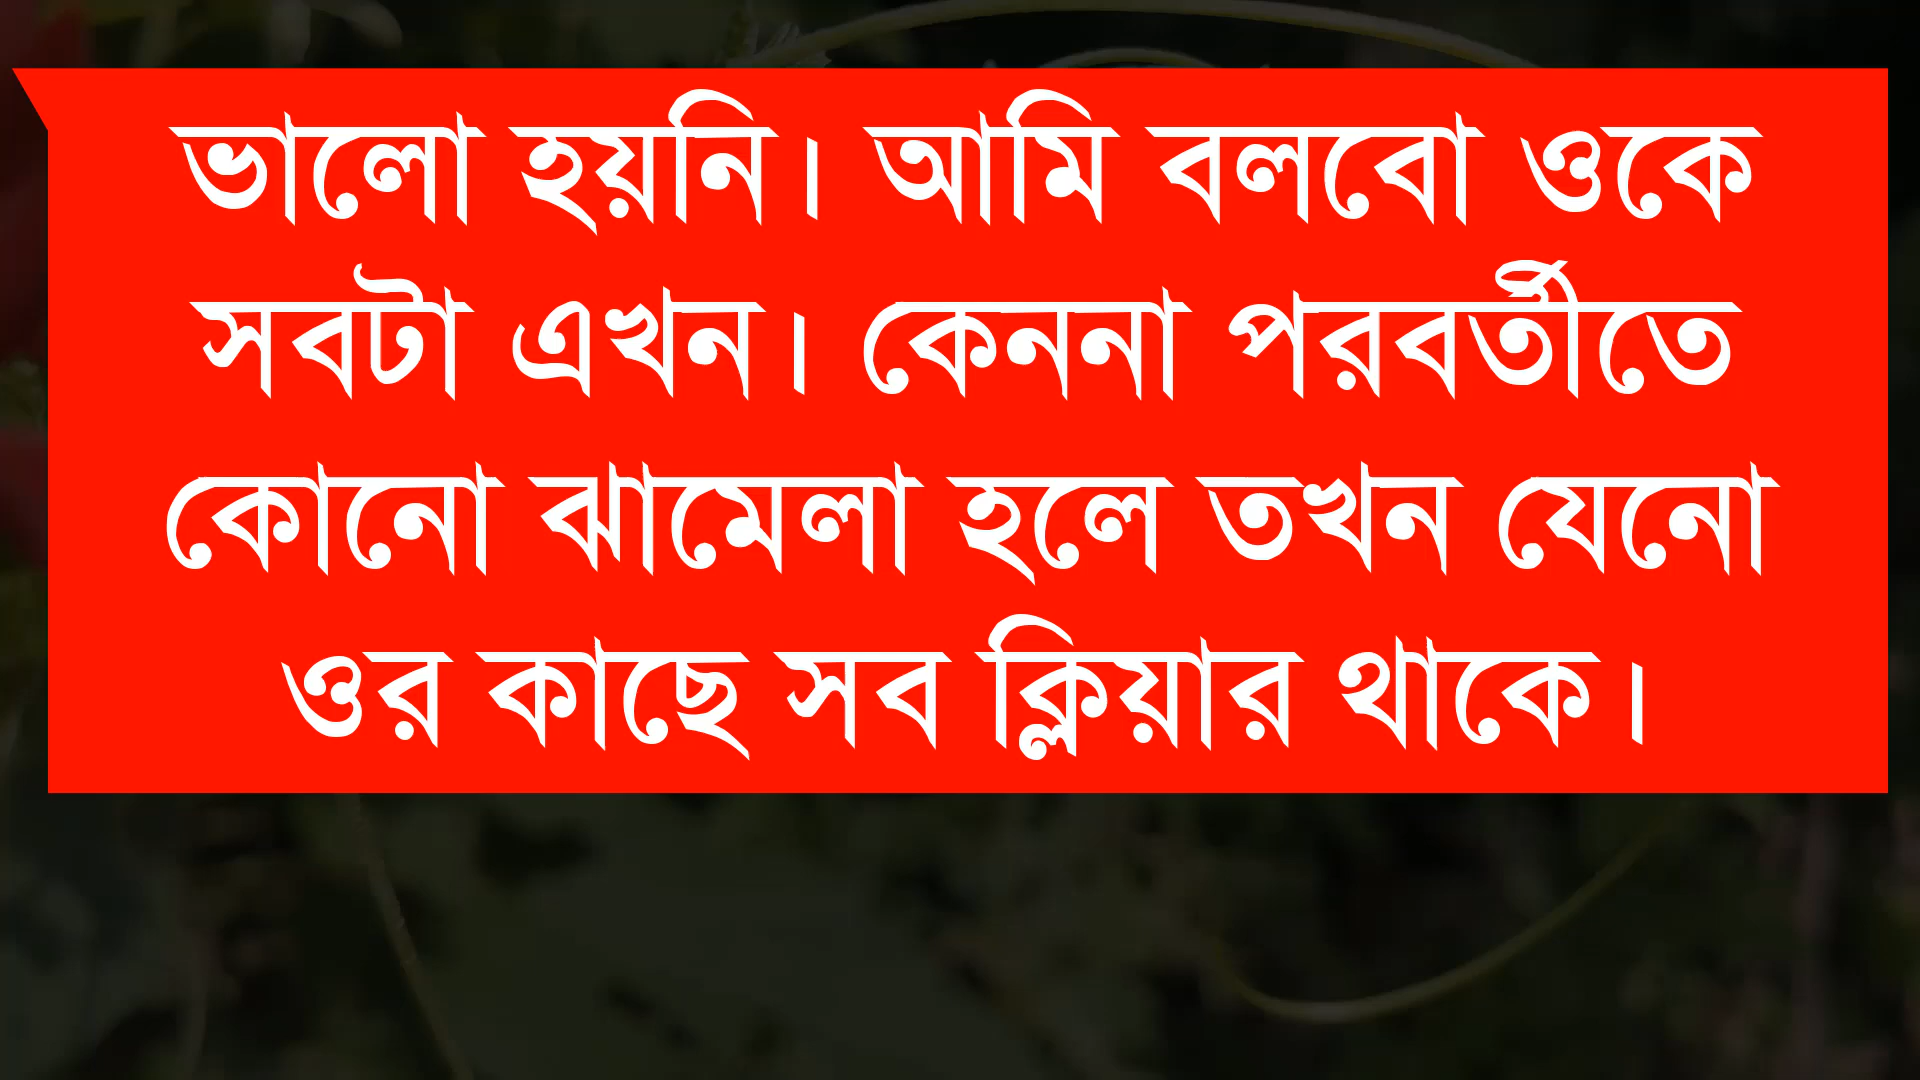 ভালো হয়নি। আমি বলবো ওকে
সবটা এখন। কেননা পরবর্তীতে
কোনো ঝামেলা হলে তখন যেনো
ওর কাছে সব ক্লিয়ার থাকে।